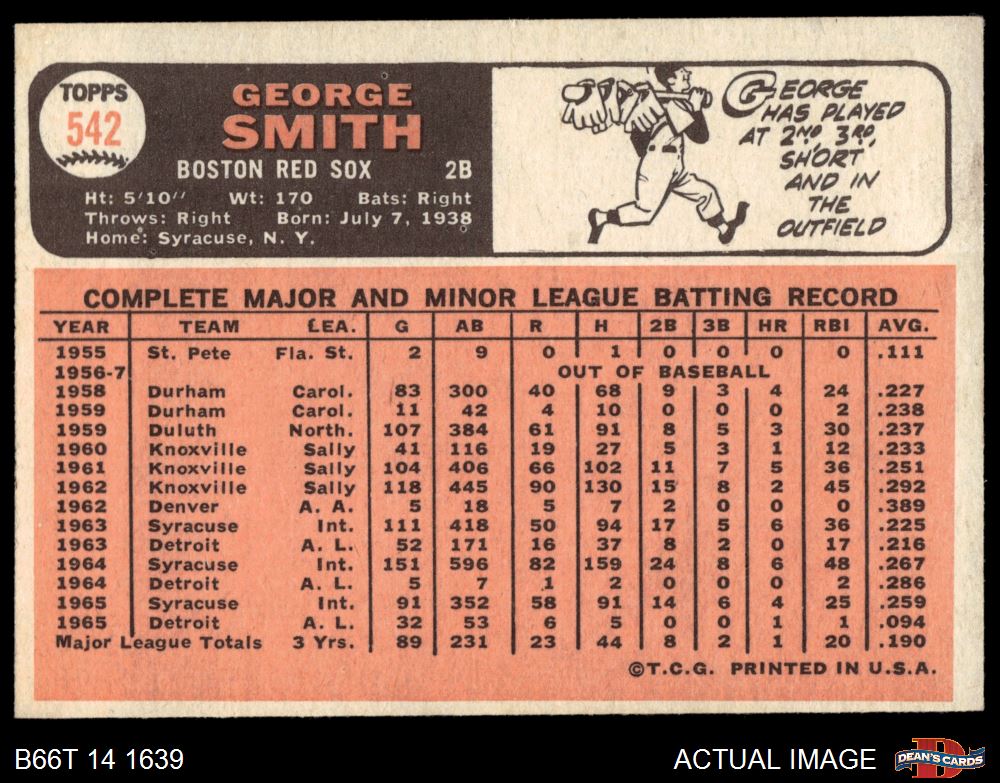 TOPPS
542
GEORGE
SMITH
BOSTON RED SOX 2B
Ht: 5'10" Wt: 170 Bats: Right
Throws: Right Born: July 7, 1938
Home: Syracuse, N. Y.
GEORGE
HAS PLAYED
AT 2ND, 3RD,
SHORT
AND IN
THE
OUTFIELD
COMPLETE MAJOR AND MINOR LEAGUE BATTING RECORD
YEAR TEAM LEA. G AB R H 2B 3B HR RBI AVG.
1955 St. Pete Fla. St. 2 9 0 1 0 0 0 0 .111
1956-7 OUT OF BASEBALL
1958 Durham Carol. 83 300 40 68 9 3 4 24 .227
1959 Durham Carol. 11 42 4 10 0 0 0 2 .238
1959 Duluth North. 107 384 61 91 8 5 3 30 .237
1960 Knoxville Sally 41 116 19 27 5 3 1 12 .233
1961 Knoxville Sally 104 406 66 102 11 7 5 36 .251
1962 Knoxville Sally 118 445 90 130 15 8 2 45 .292
1962 Denver A. A. 5 18 5 7 2 0 0 0 .389
1963 Syracuse Int. 111 418 50 94 17 5 6 36 .225
1963 Detroit A. L. 52 171 16 37 8 2 0 17 .216
1964 Syracuse Int. 151 596 82 159 24 8 6 48 .267
1964 Detroit A. L. 5 7 1 2 0 0 0 2 .286
1965 Syracuse Int. 91 352 58 91 14 6 4 25 .259
1965 Detroit A. L. 32 53 6 5 0 0 1 1 .094
Major League Totals 3 Yrs. 89 231 23 44 8 2 1 20 .190
©T.C.G. PRINTED IN U.S.A.
B66T 14 1639 ACTUAL IMAGE
DEAN'S CARDS